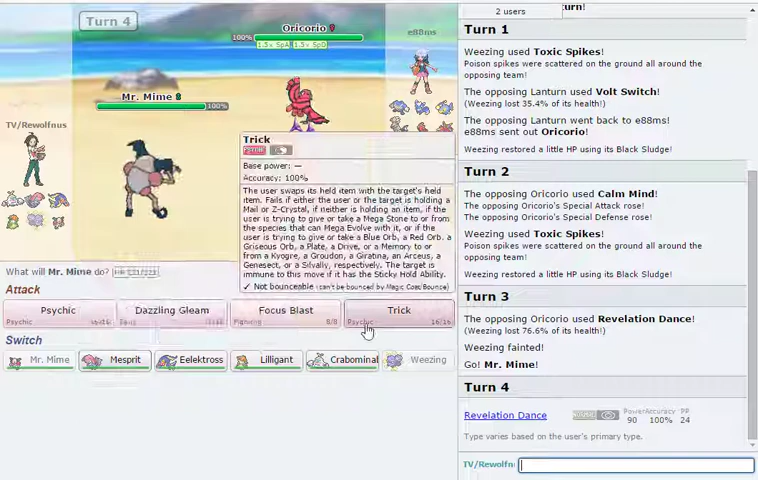 Turn 4
Oricorio
100%
1.5x SpA 1.5x SpD
e88ms
Mr. Mime
100%
TV/Rewolfnus
Trick
Base power: —
Accuracy: 100%
The user swaps its held item with the target's held
item. Fails if either the user or the target is holding a
Mail or Z-Crystal, if neither is holding an item, if the
user is trying to give or take a Mega Stone to or from
the species that can Mega Evolve with it, or if the
user is trying to give or take a Blue Orb, a Red Orb, a
Griseous Orb, a Plate, a Drive, or a Memory to or
from a Kyogre, a Groudon, a Giratina, an Arceus, a
Genesect, or a Silvally, respectively. The target is
immune to this move if it has the Sticky Hold Ability.
✓ Not bounceable (can't be bounced by Magic Coat/Bounce)
What will Mr. Mime do?
Attack
Psychic
Psychic
Dazzling Gleam
Focus Blast
Fighting 8/8
Trick
Psychic 16/16
Switch
Mr. Mime
Mesprit
Eelektross
Lilligant
Crabominal
Weezing
2 users
turn!
Turn 1
Weezing used Toxic Spikes!
Poison spikes were scattered on the ground all around the
opposing team!
The opposing Lanturn used Volt Switch!
(Weezing lost 35.4% of its health!)
The opposing Lanturn went back to e88ms!
e88ms sent out Oricorio!
Weezing restored a little HP using its Black Sludge!
Turn 2
The opposing Oricorio used Calm Mind!
The opposing Oricorio's Special Attack rose!
The opposing Oricorio's Special Defense rose!
Weezing used Toxic Spikes!
Poison spikes were scattered on the ground all around the
opposing team!
Weezing restored a little HP using its Black Sludge!
Turn 3
The opposing Oricorio used Revelation Dance!
(Weezing lost 76.6% of its health!)
Weezing fainted!
Go! Mr. Mime!
Turn 4
Revelation Dance
Power Accuracy PP
90 100% 24
Type varies based on the user's primary type.
TV/Rewolfn